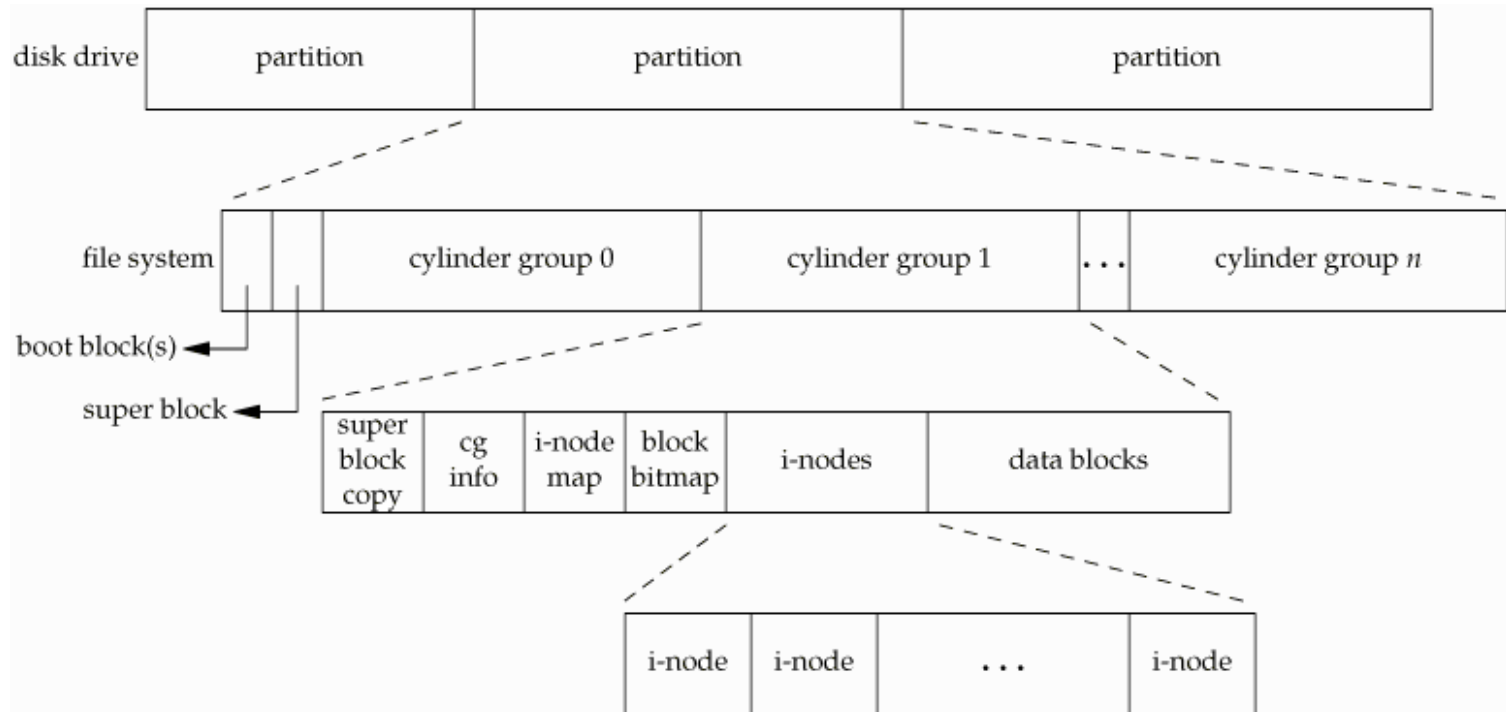 disk drive
partition
partition
partition
file system
cylinder group 0
cylinder group 1
...
cylinder group n
boot block(s)
super block
super
block
copy
cg
info
i-node
map
block
bitmap
i-nodes
data blocks
i-node
i-node
...
i-node